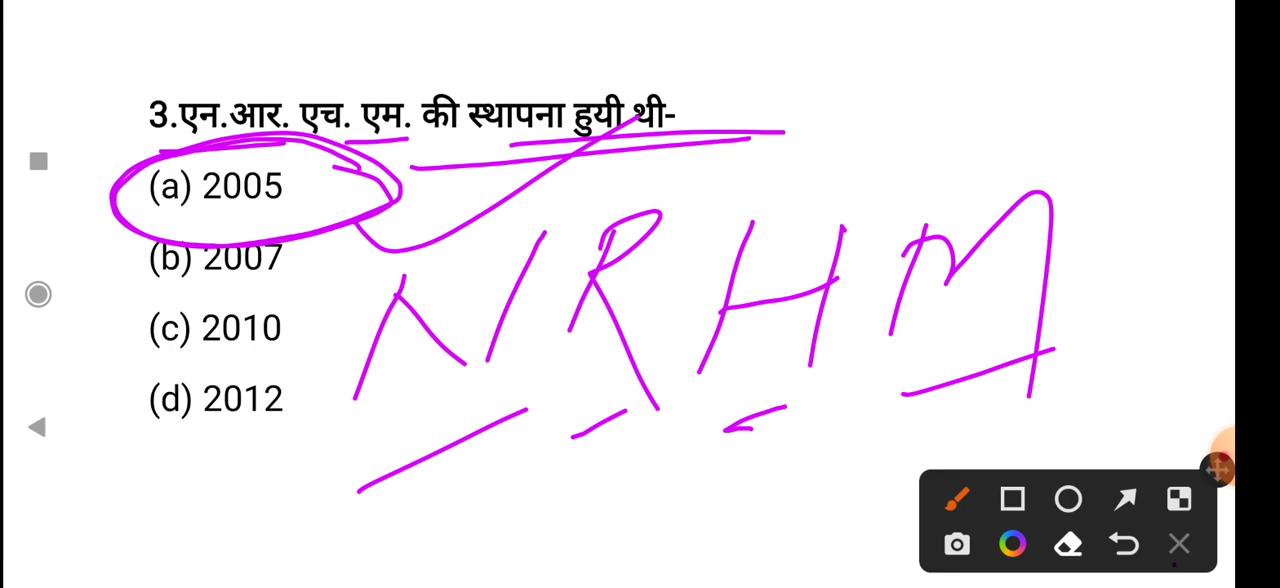 3.एन.आर. एच. एम. की स्थापना हुयी थी-
(a) 2005
(b) 2007
(c) 2010
(d) 2012
NRHM